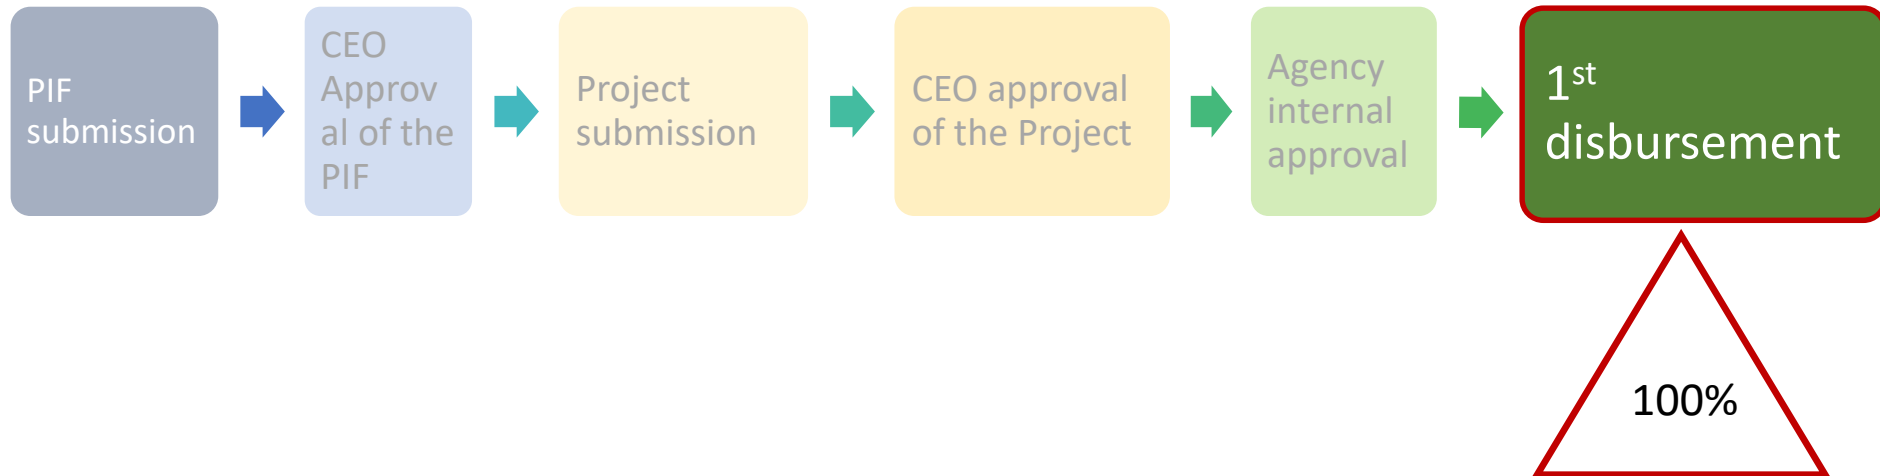 PIF
submission
CEO
Approv
al of the
PIF
Project
submission
CEO approval
of the Project
Agency
internal
approval
1st
disbursement
100%